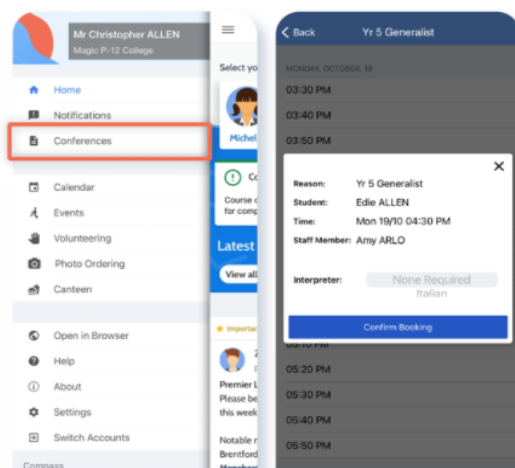 Mr Christopher ALLEN
Magic P-12 College
Home
Notifications
Conferences
Calendar
Events
Volunteering
Photo Ordering
Canteen
Open in Browser
Help
About
Settings
Switch Accounts
Compass
Select yo
Michel
Co
Course c
for comp
Latest
View all
Importan
Premier L
Please be
this week
Notable r
Brentford
Back
Yr 5 Generalist
MONDAY, OCTOBER, 19
03:30 PM
03:40 PM
03:50 PM
Reason: Yr 5 Generalist
Student: Edie ALLEN
Time: Mon 19/10 04:30 PM
Staff Member: Amy ARLO
Interpreter: None Required
Italian
Confirm Booking
05:10 PM
05:20 PM
05:30 PM
05:40 PM
05:50 PM